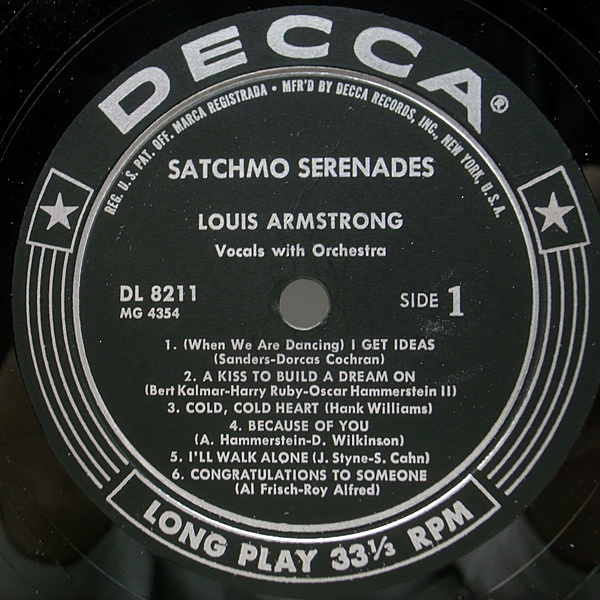 DECCA®
REG. U. S. PAT. OFF. MARCA REGISTRADA • MFR'D BY DECCA RECORDS, INC., NEW YORK, U. S. A.
SATCHMO SERENADES
LOUIS ARMSTRONG
Vocals with Orchestra
DL 8211
MG 4354
SIDE 1
1. (When We Are Dancing) I GET IDEAS
(Sanders-Dorcas Cochran)
2. A KISS TO BUILD A DREAM ON
(Bert Kalmar-Harry Ruby-Oscar Hammerstein II)
3. COLD, COLD HEART (Hank Williams)
4. BECAUSE OF YOU
(A. Hammerstein-D. Wilkinson)
5. I'LL WALK ALONE (J. Styne-S. Cahn)
6. CONGRATULATIONS TO SOMEONE
(Al Frisch-Roy Alfred)
LONG PLAY 33⅓ RPM